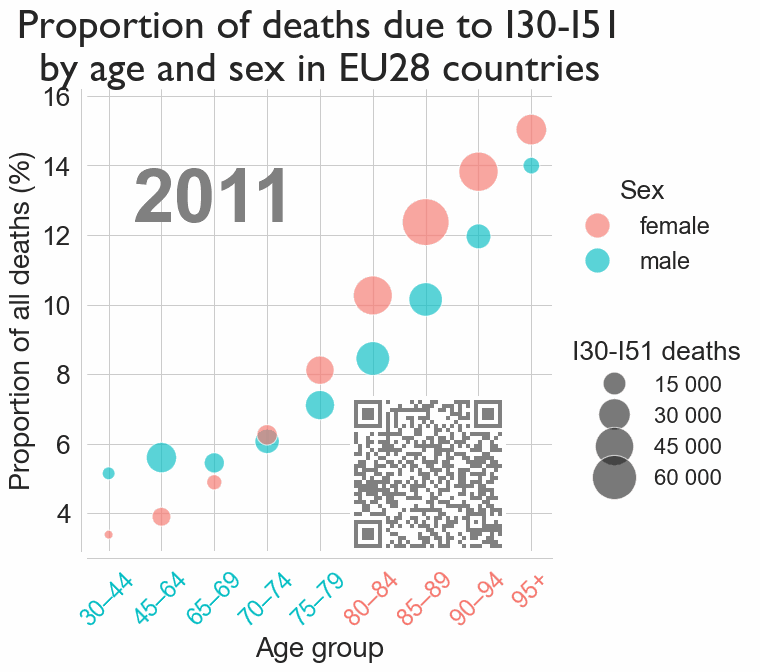 Proportion of deaths due to I30-I51
by age and sex in EU28 countries
Proportion of all deaths (%)
16
14
12
10
8
6
4
2011
30–44
45–64
65–69
70–74
75–79
80–84
85–89
90–94
95+
Age group
Sex
female
male
I30-I51 deaths
15 000
30 000
45 000
60 000